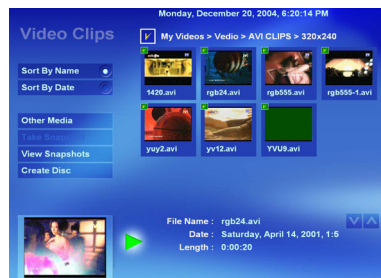 Monday, December 20, 2004, 6:20:14 PM
Video Clips
My Videos > Vedio > AVI CLIPS > 320x240
Sort By Name
Sort By Date
1420.avi
rgb24.avi
rgb555.avi
rgb555-1.avi
Other Media
Take Snaps
View Snapshots
Create Disc
yuy2.avi
yv12.avi
YVU9.avi
File Name : rgb24.avi
Date : Saturday, April 14, 2001, 1:5
Length : 0:00:20